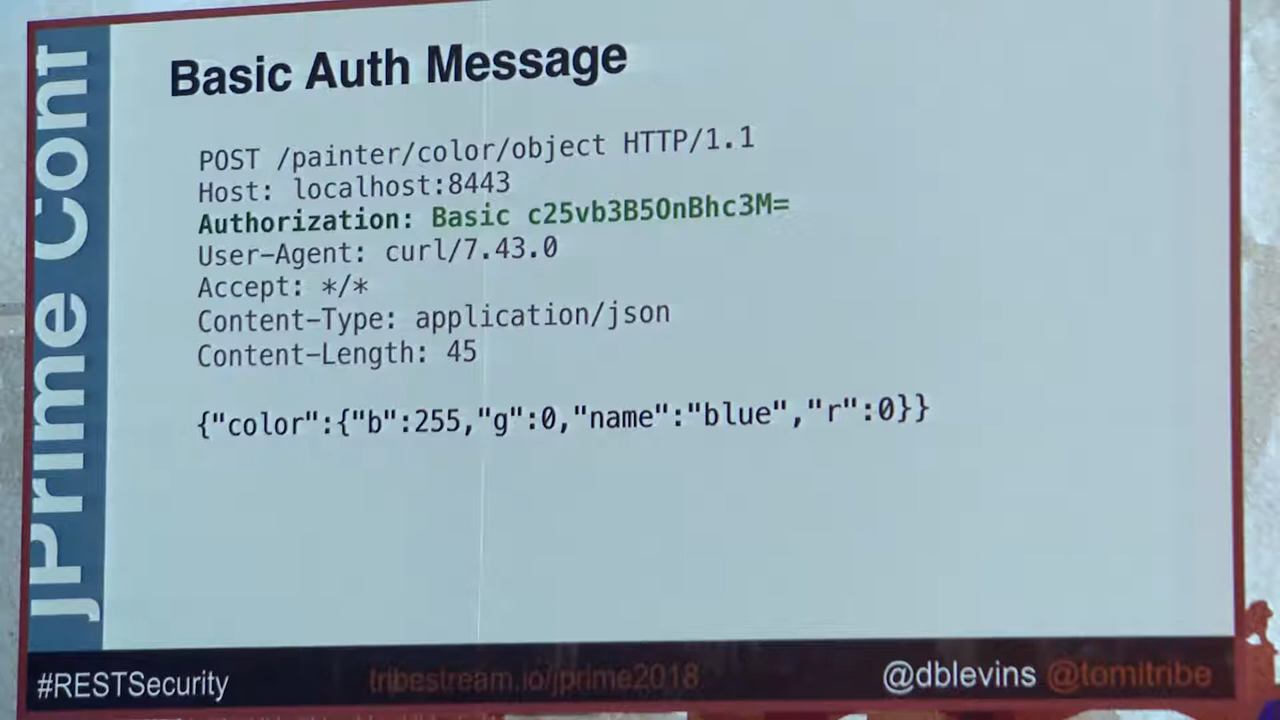 jPrime Conf
Basic Auth Message
POST /painter/color/object HTTP/1.1
Host: localhost:8443
Authorization: Basic c25vb3B5OnBhc3M=
User-Agent: curl/7.43.0
Accept: */*
Content-Type: application/json
Content-Length: 45
{"color":{"b":255,"g":0,"name":"blue","r":0}}
#RESTSecurity
tribestream.io/jprime2018
@dblevins @tomitribe